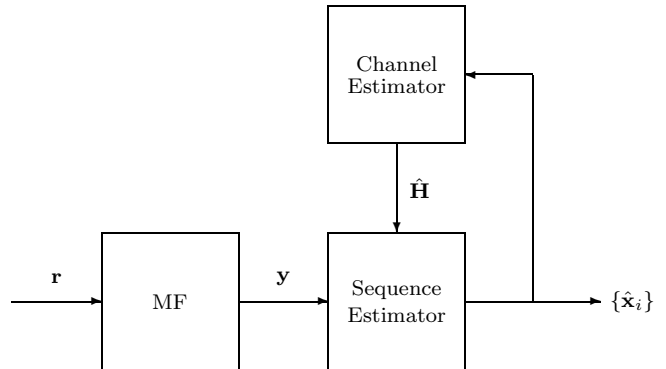 Channel
Estimator
Ĥ
r
MF
y
Sequence
Estimator
{x̂ᵢ}